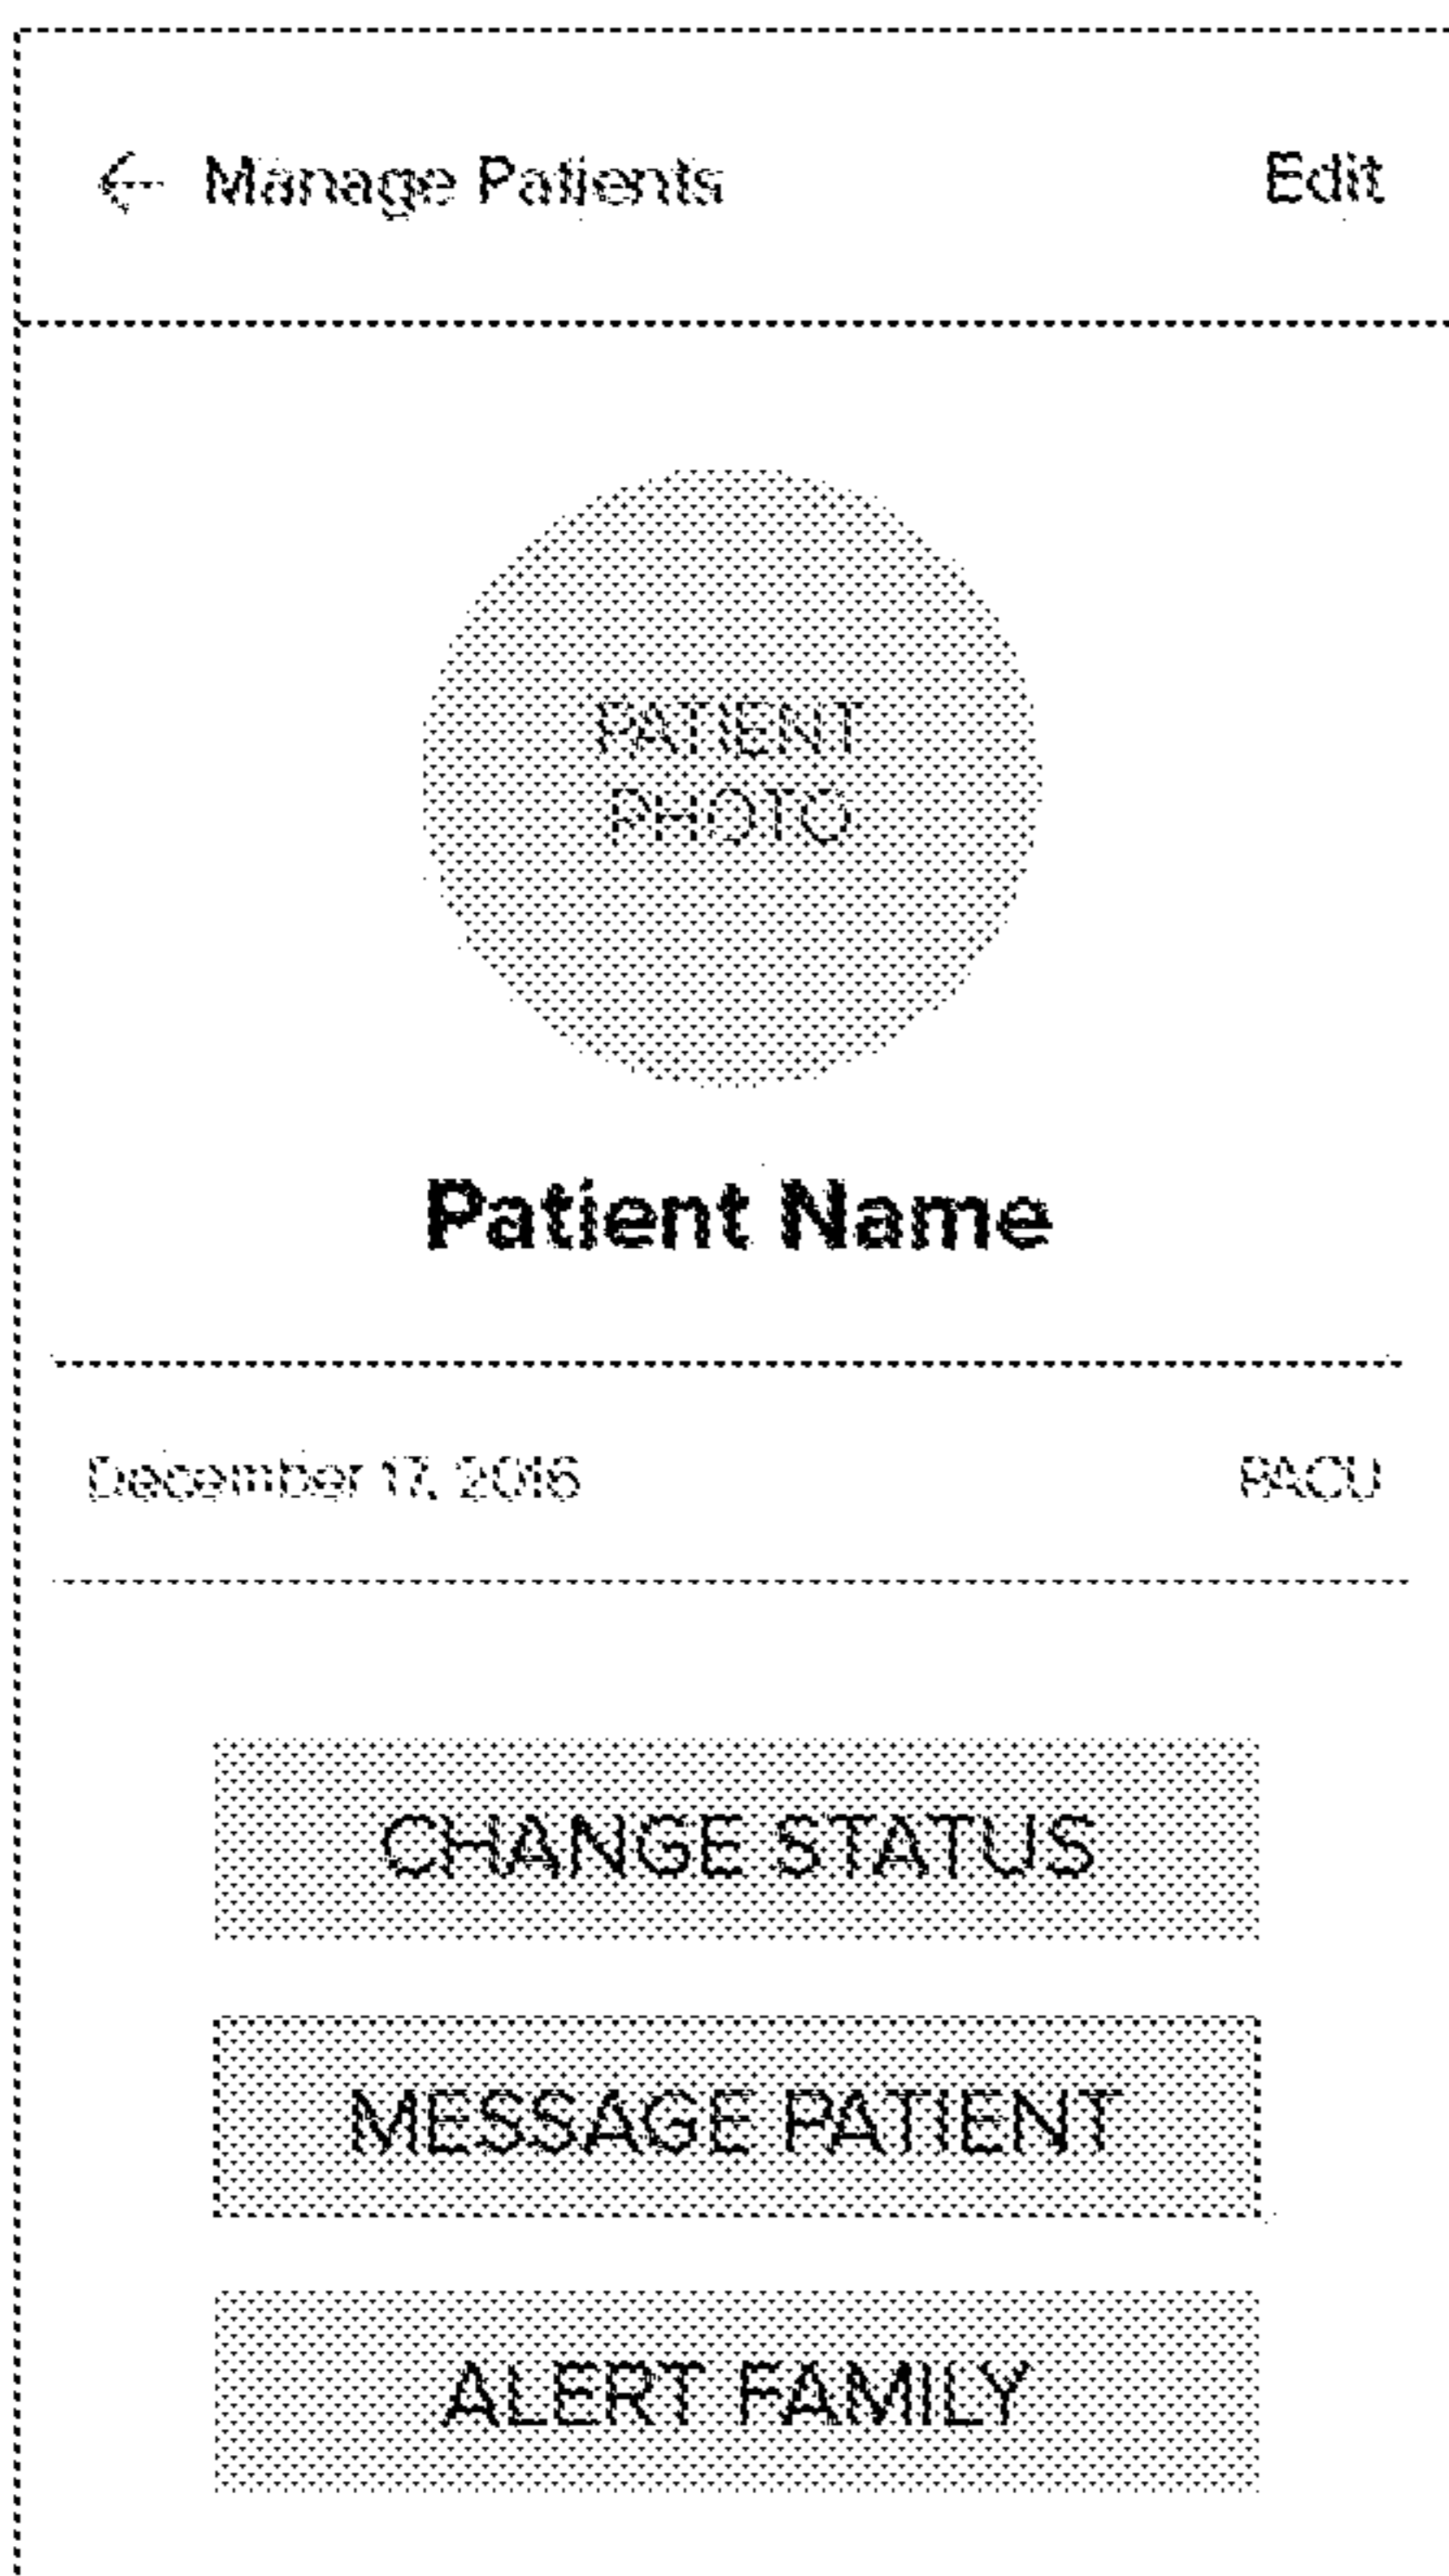 ← Manage Patients Edit
PATIENT
PHOTO
Patient Name
December 17, 2016 PACU
CHANGE STATUS
MESSAGE PATIENT
ALERT FAMILY